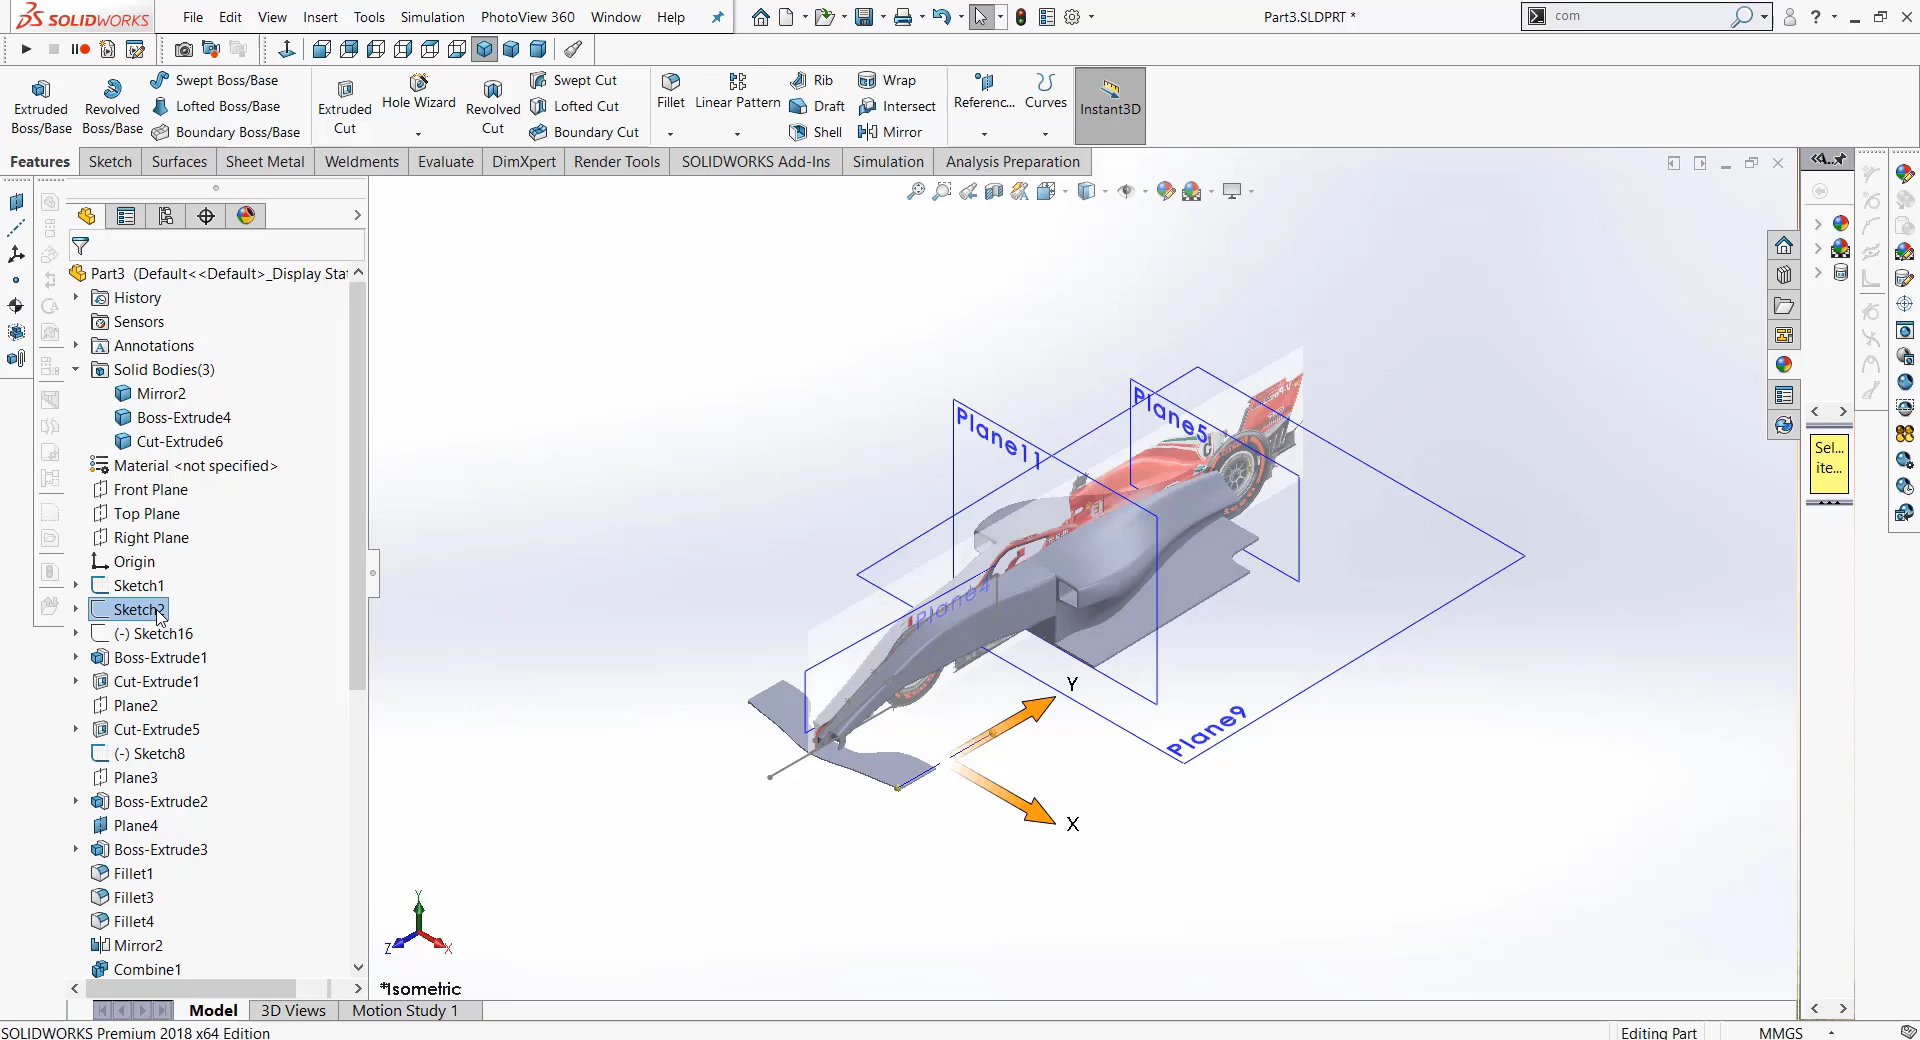 SOLIDWORKS File Edit View Insert Tools Simulation PhotoView 360 Window Help Part3.SLDPRT * com ?
Extruded Boss/Base
Revolved Boss/Base
Swept Boss/Base
Lofted Boss/Base
Boundary Boss/Base
Extruded Cut
Hole Wizard
Revolved Cut
Swept Cut
Lofted Cut
Boundary Cut
Fillet
Linear Pattern
Rib
Draft
Shell
Wrap
Intersect
Mirror
Referenc...
Curves
Instant3D
Features Sketch Surfaces Sheet Metal Weldments Evaluate DimXpert Render Tools SOLIDWORKS Add-Ins Simulation Analysis Preparation
Part3 (Default<<Default>_Display Sta
History
Sensors
Annotations
Solid Bodies(3)
Mirror2
Boss-Extrude4
Cut-Extrude6
Material <not specified>
Front Plane
Top Plane
Right Plane
Origin
Sketch1
Sketch2
(-) Sketch16
Boss-Extrude1
Cut-Extrude1
Plane2
Cut-Extrude5
(-) Sketch8
Plane3
Boss-Extrude2
Plane4
Boss-Extrude3
Fillet1
Fillet3
Fillet4
Mirror2
Combine1
Plane11
Plane5
Plane4
Plane9
Y
X
Y
Z
X
*Isometric
Sel...
ite...
Model 3D Views Motion Study 1
SOLIDWORKS Premium 2018 x64 Edition Editing Part MMGS